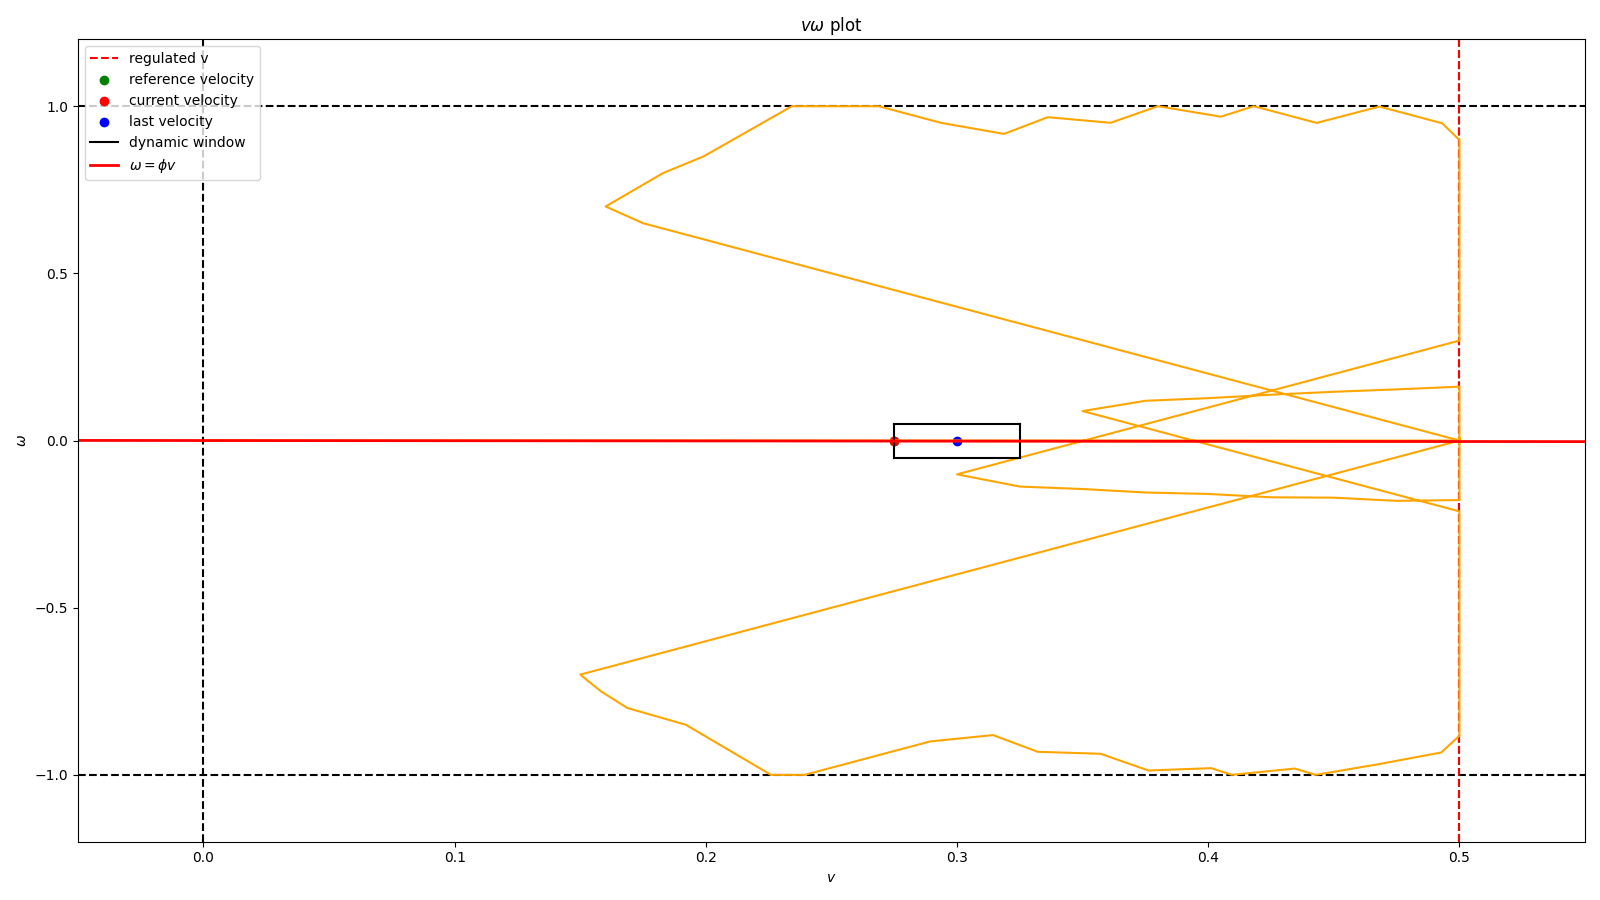 vω plot
regulated v
reference velocity
current velocity
last velocity
dynamic window
ω = ϕv
1.0
0.5
0.0
−0.5
−1.0
ω
0.0 0.1 0.2 0.3 0.4 0.5
v